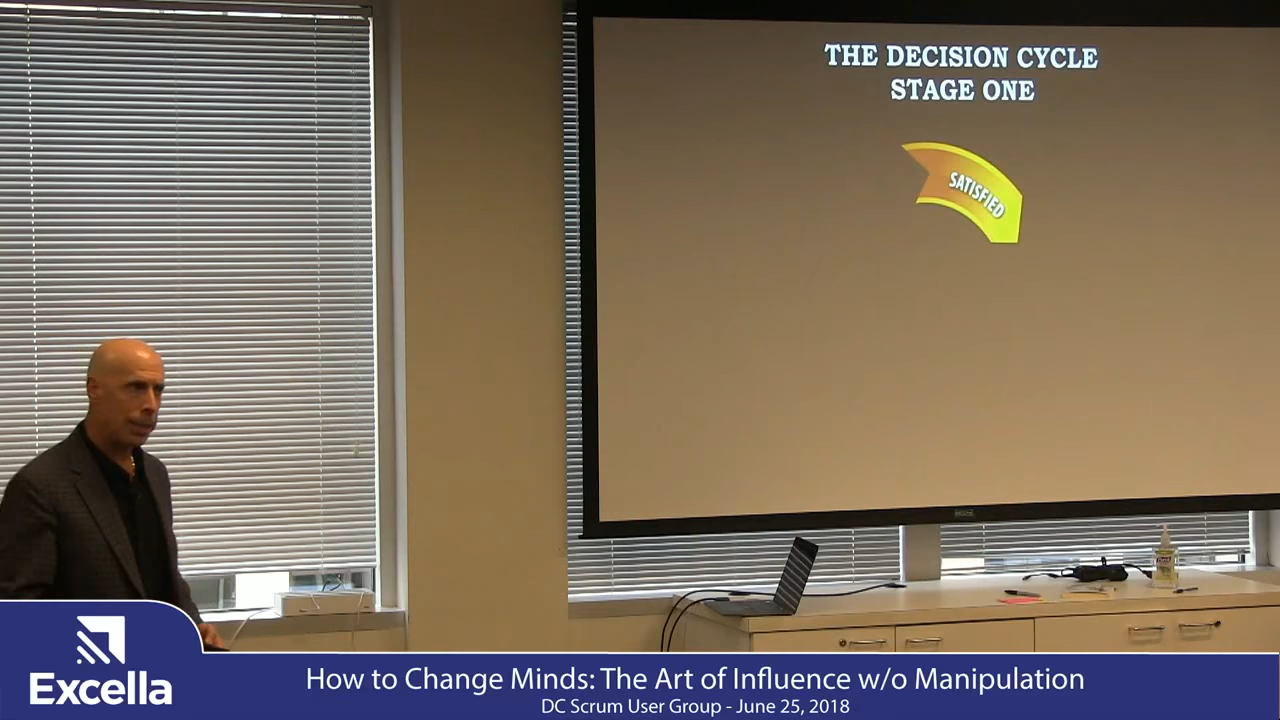 THE DECISION CYCLE
STAGE ONE
SATISFIED
Excella
How to Change Minds: The Art of Influence w/o Manipulation
DC Scrum User Group - June 25, 2018